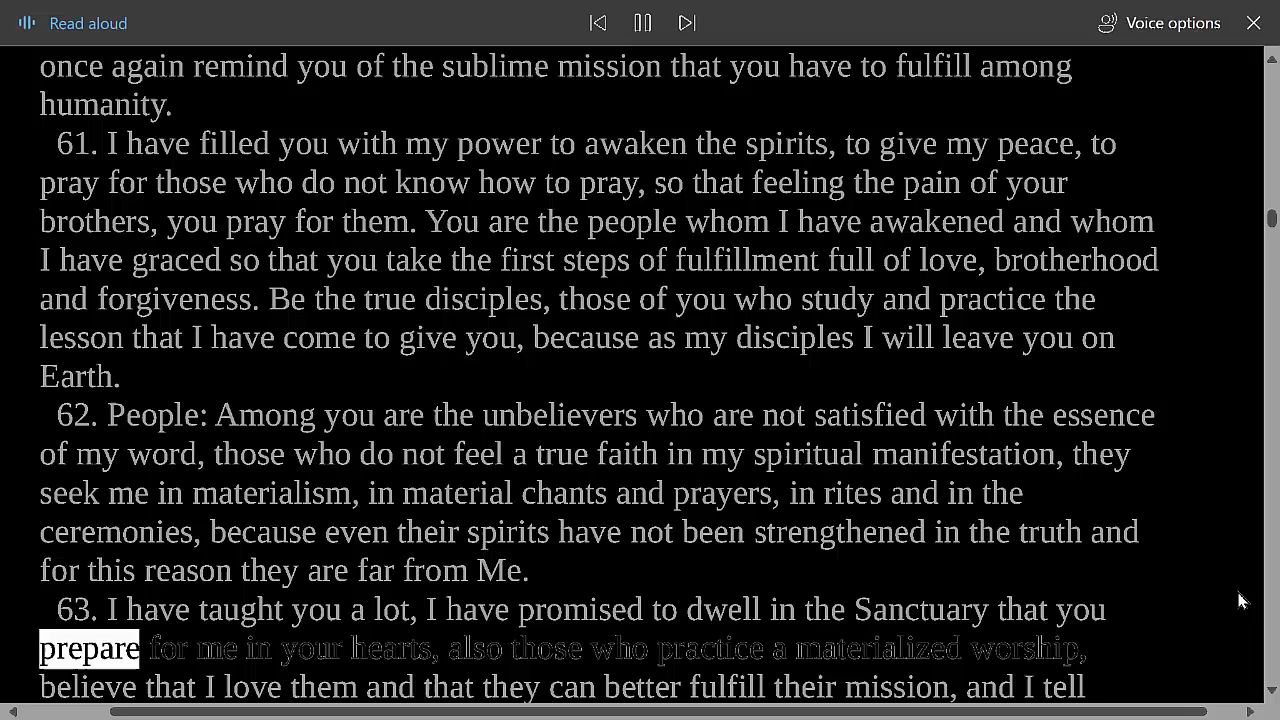 Read aloud
Voice options
once again remind you of the sublime mission that you have to fulfill among
humanity.
61. I have filled you with my power to awaken the spirits, to give my peace, to
pray for those who do not know how to pray, so that feeling the pain of your
brothers, you pray for them. You are the people whom I have awakened and whom
I have graced so that you take the first steps of fulfillment full of love, brotherhood
and forgiveness. Be the true disciples, those of you who study and practice the
lesson that I have come to give you, because as my disciples I will leave you on
Earth.
62. People: Among you are the unbelievers who are not satisfied with the essence
of my word, those who do not feel a true faith in my spiritual manifestation, they
seek me in materialism, in material chants and prayers, in rites and in the
ceremonies, because even their spirits have not been strengthened in the truth and
for this reason they are far from Me.
63. I have taught you a lot, I have promised to dwell in the Sanctuary that you
prepare for me in your hearts, also those who practice a materialized worship,
believe that I love them and that they can better fulfill their mission, and I tell